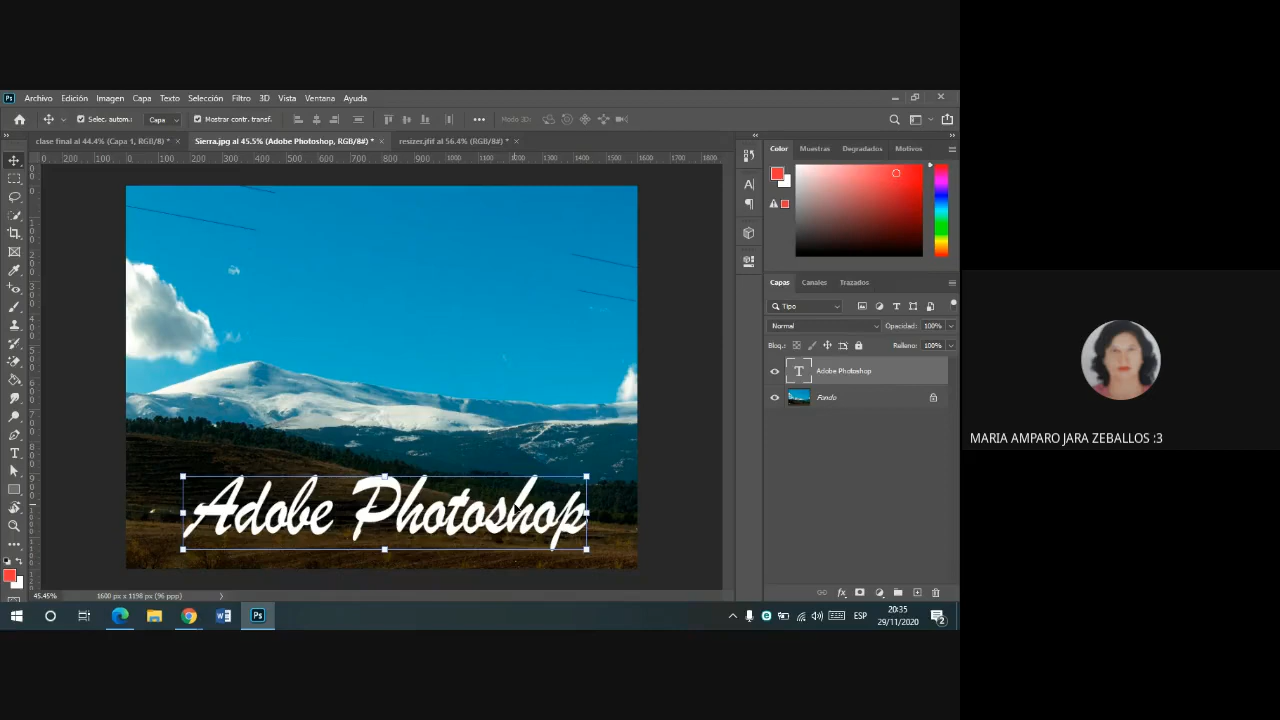 Ps Archivo Edición Imagen Capa Texto Selección Filtro 3D Vista Ventana Ayuda
Selec. autom.: Capa Mostrar contr. transf. Modo 3D:
clase final al 44.4% (Capa 1, RGB/8) * × Sierra.jpg al 45.5% (Adobe Photoshop, RGB/8#) * × resizer.jfif al 56.4% (RGB/8#) * ×
Color Muestras Degradados Motivos
Capas Canales Trazados
Tipo
Normal Opacidad: 100%
Bloq.: Relleno: 100%
T Adobe Photoshop
Fondo
MARIA AMPARO JARA ZEBALLOS :3
Adobe Photoshop
45.45% 1600 px x 1198 px (96 ppp)
ESP
20:35
29/11/2020
2